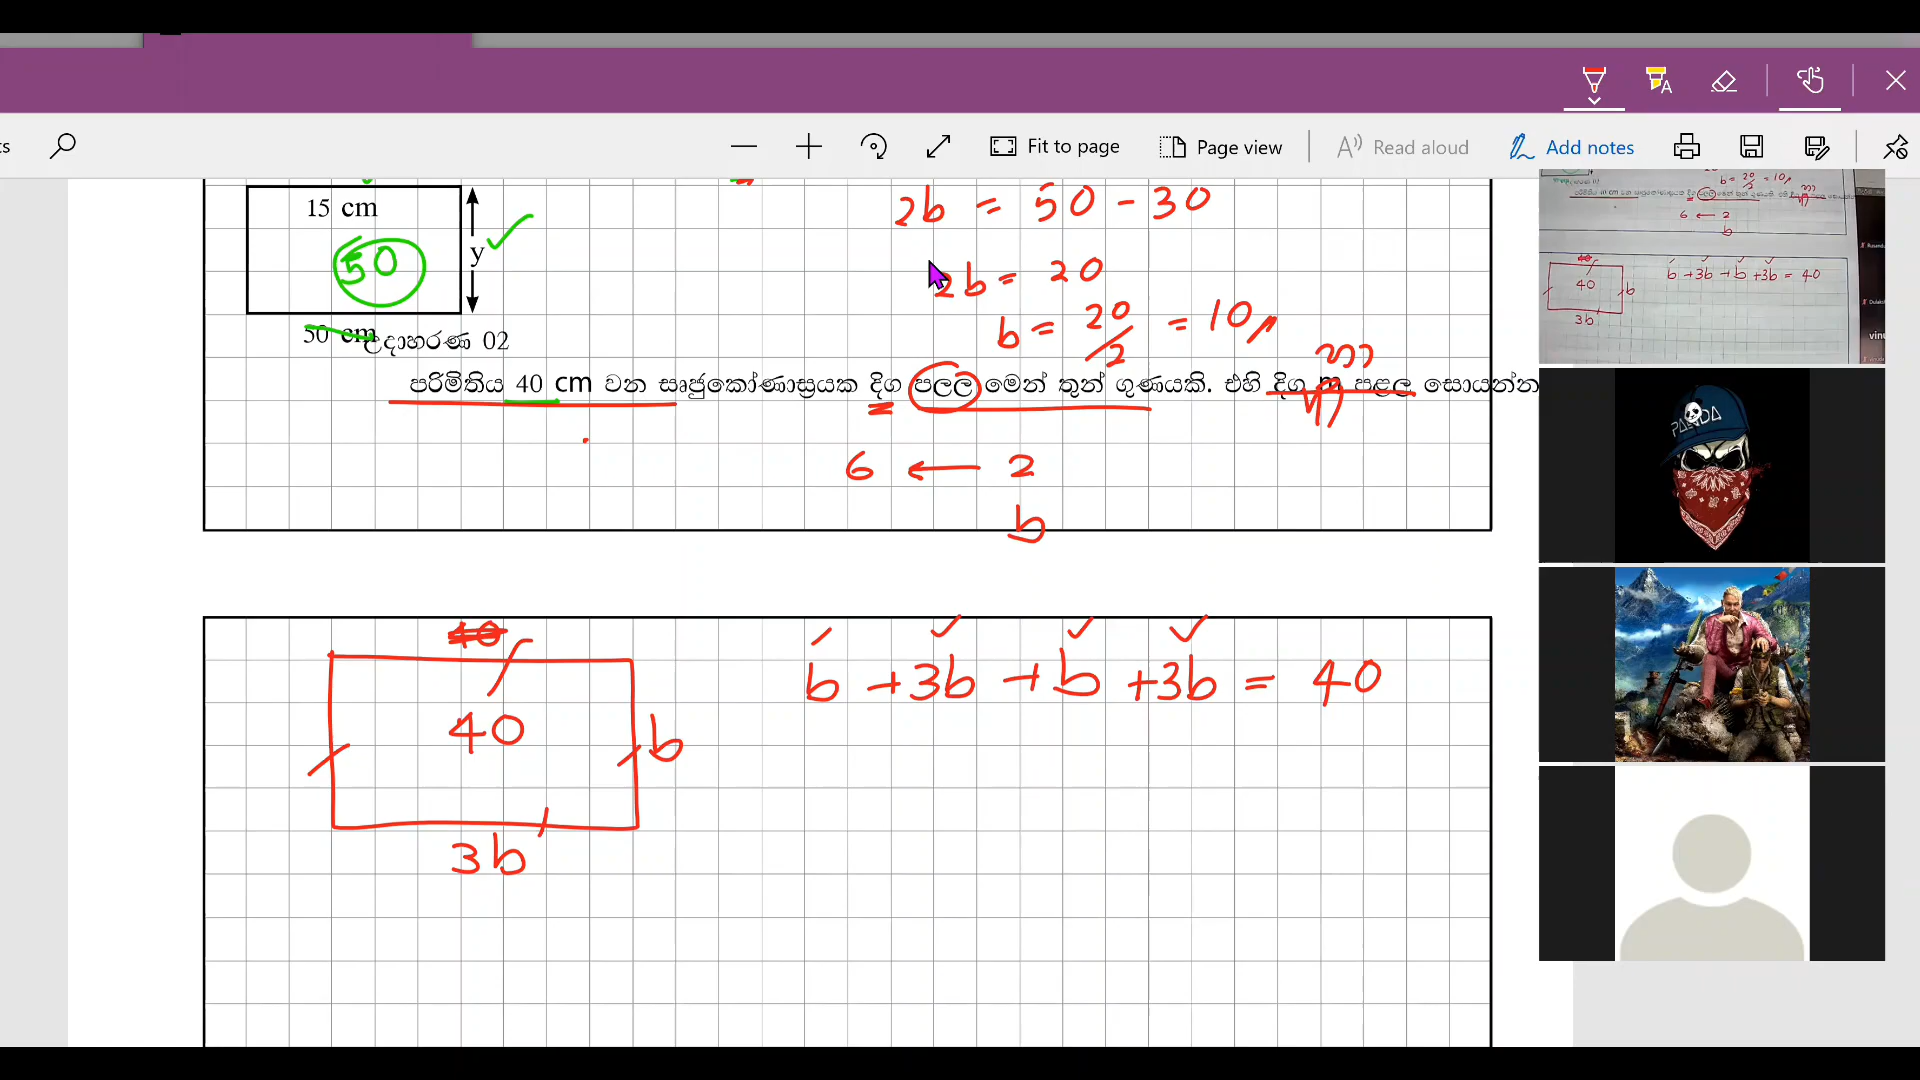 Fit to page
Page view
Read aloud
Add notes
15 cm
50
y
50 cm
උදාහරණ 02
2b = 50 - 30
2b = 20
b = 20/2 = 10
පරිමිතිය 40 cm වන සෘජුකෝණාස්‍රයක දිග පලල මෙන් තුන් ගුණයකි. එහි දිග හා පළල සොයන්න
6 ← 2
b
40
40
b
3b
b + 3b + b + 3b = 40
PANDA